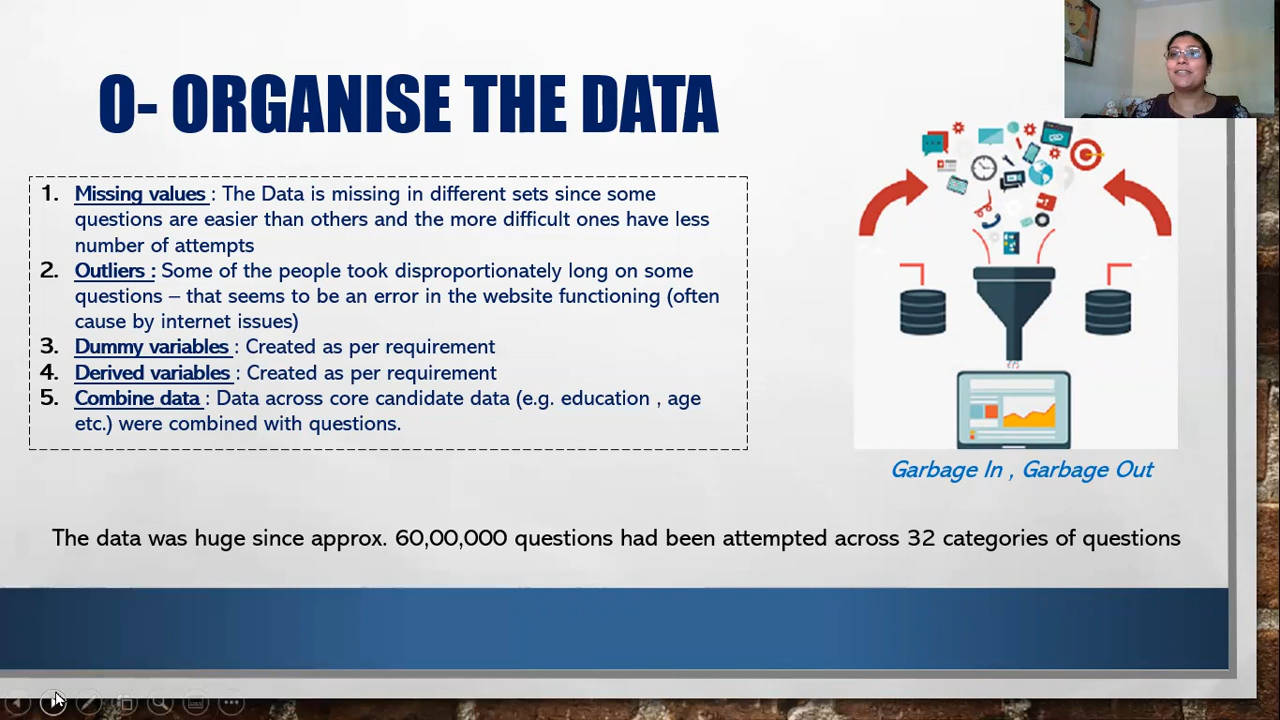 O- ORGANISE THE DATA
1. Missing values : The Data is missing in different sets since some
questions are easier than others and the more difficult ones have less
number of attempts
2. Outliers : Some of the people took disproportionately long on some
questions – that seems to be an error in the website functioning (often
cause by internet issues)
3. Dummy variables : Created as per requirement
4. Derived variables : Created as per requirement
5. Combine data : Data across core candidate data (e.g. education , age
etc.) were combined with questions.
Garbage In , Garbage Out
The data was huge since approx. 60,00,000 questions had been attempted across 32 categories of questions